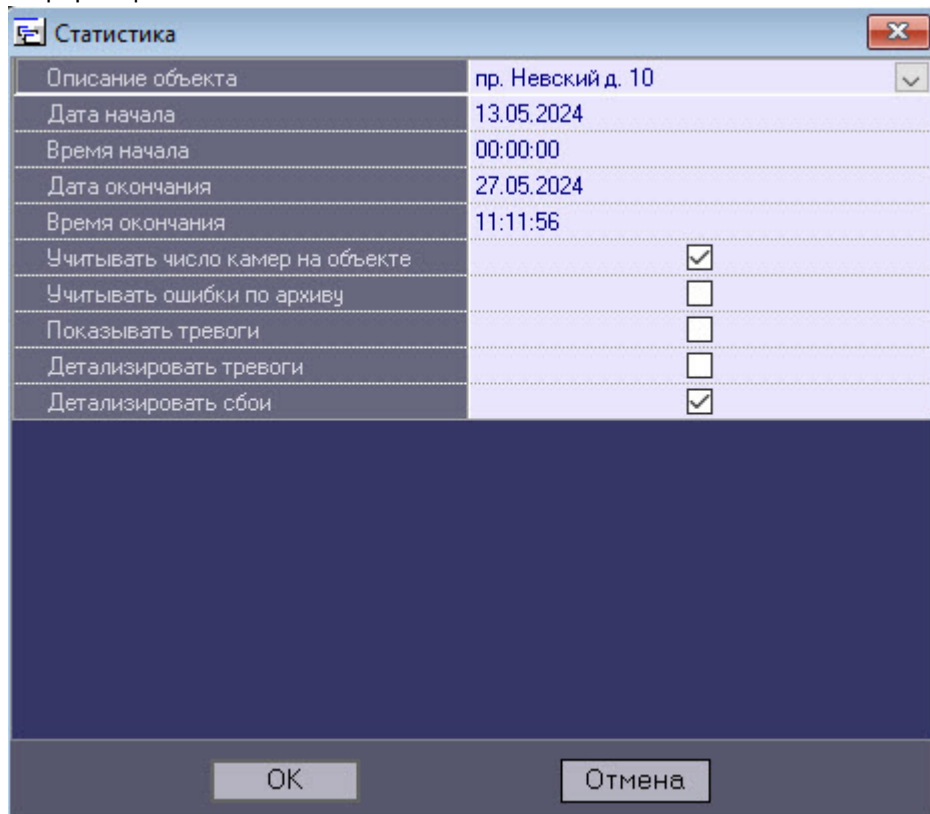 Статистика
Описание объекта пр. Невский д. 10
Дата начала 13.05.2024
Время начала 00:00:00
Дата окончания 27.05.2024
Время окончания 11:11:56
Учитывать число камер на объекте
Учитывать ошибки по архиву
Показывать тревоги
Детализировать тревоги
Детализировать сбои
OK Отмена